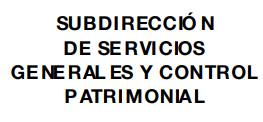 SUBDIRECCIÓN
DE SERVICIOS
GENERALES Y CONTROL
PATRIMONIAL